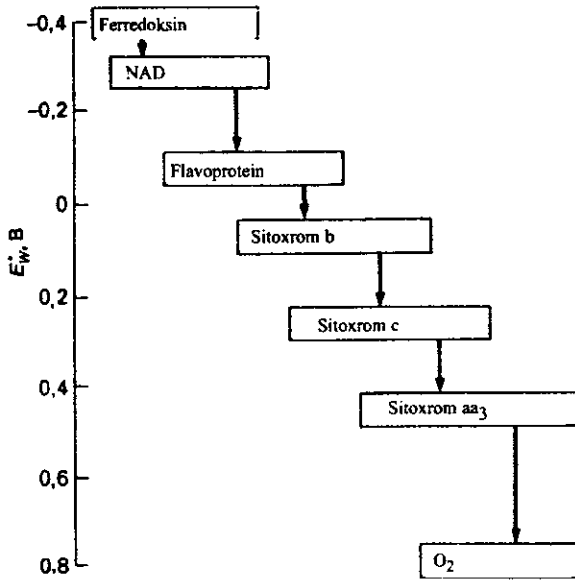 -0,4
Ferredoksin
NAD
-0,2
Flavoprotein
0
Sitoxrom b
E°W, B
0,2
Sitoxrom c
0,4
Sitoxrom aa3
0,6
0.8
O2